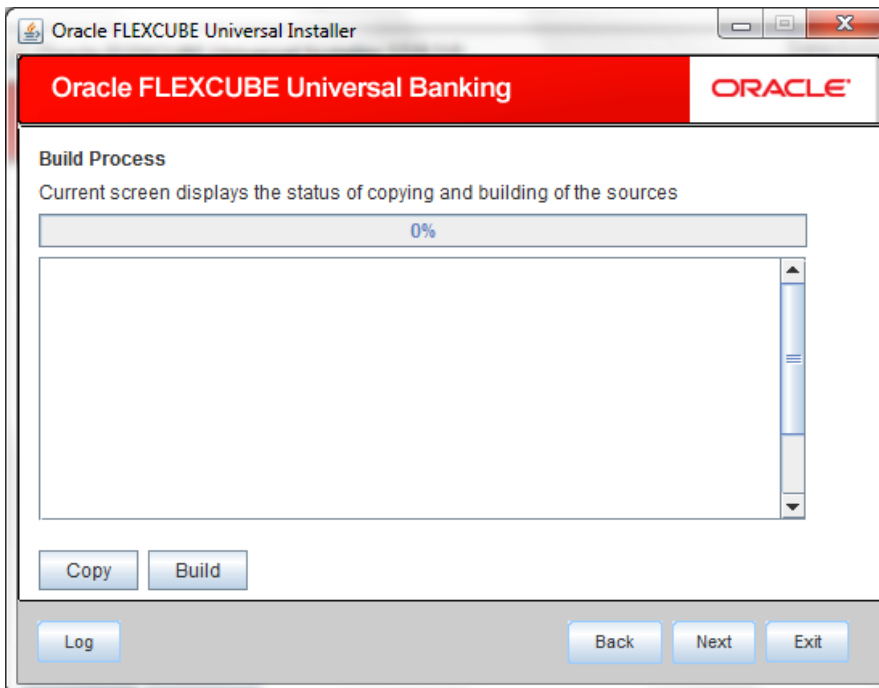 Oracle FLEXCUBE Universal Installer
Oracle FLEXCUBE Universal Banking
ORACLE
Build Process
Current screen displays the status of copying and building of the sources
0%
Copy Build
Log Back Next Exit